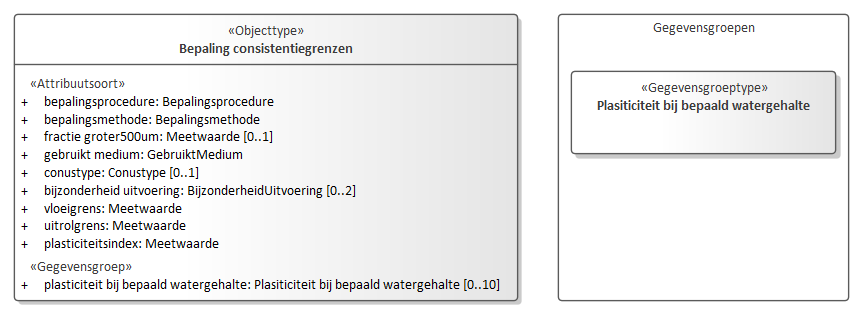 «Objecttype»
Bepaling consistentiegrenzen
«Attribuutsoort»
+ bepalingsprocedure: Bepalingsprocedure
+ bepalingsmethode: Bepalingsmethode
+ fractie groter500um: Meetwaarde [0..1]
+ gebruikt medium: GebruiktMedium
+ conustype: Conustype [0..1]
+ bijzonderheid uitvoering: BijzonderheidUitvoering [0..2]
+ vloeigrens: Meetwaarde
+ uitrolgrens: Meetwaarde
+ plasticiteitsindex: Meetwaarde
«Gegevensgroep»
+ plasticiteit bij bepaald watergehalte: Plasiticiteit bij bepaald watergehalte [0..10]
Gegevensgroepen
«Gegevensgroeptype»
Plasiticiteit bij bepaald watergehalte